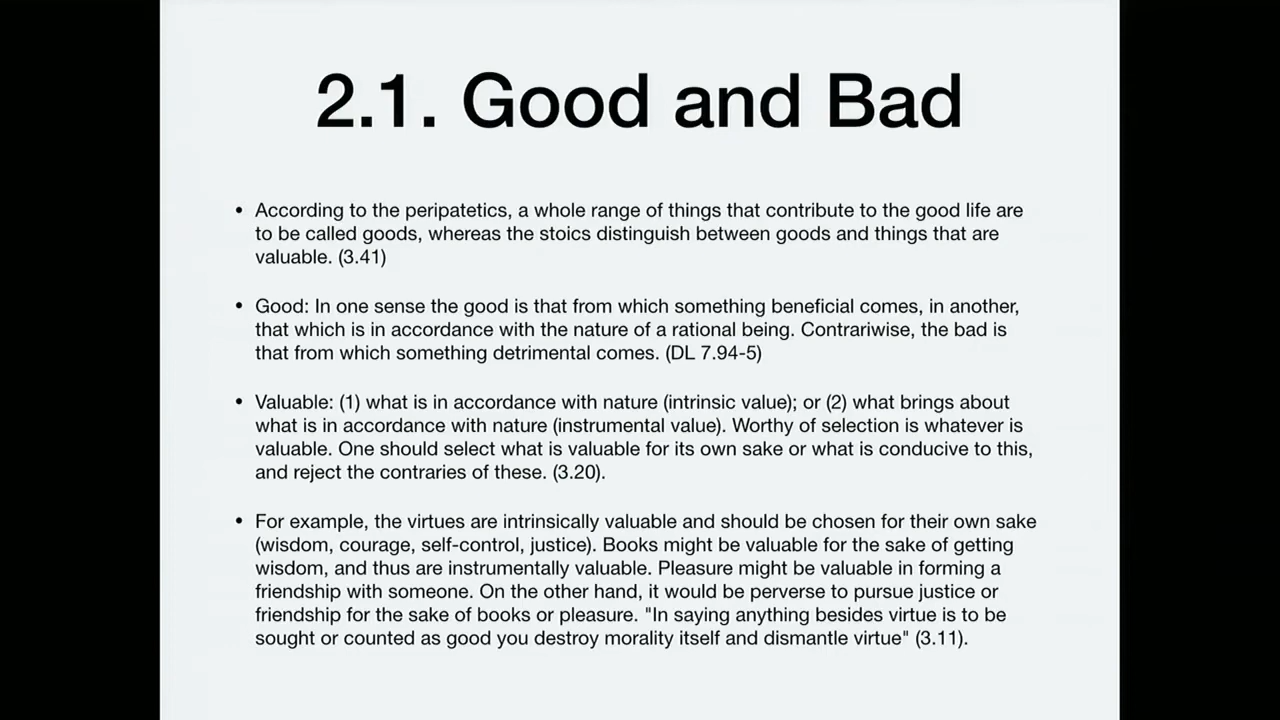 2.1. Good and Bad
• According to the peripatetics, a whole range of things that contribute to the good life are
to be called goods, whereas the stoics distinguish between goods and things that are
valuable. (3.41)
• Good: In one sense the good is that from which something beneficial comes, in another,
that which is in accordance with the nature of a rational being. Contrariwise, the bad is
that from which something detrimental comes. (DL 7.94-5)
• Valuable: (1) what is in accordance with nature (intrinsic value); or (2) what brings about
what is in accordance with nature (instrumental value). Worthy of selection is whatever is
valuable. One should select what is valuable for its own sake or what is conducive to this,
and reject the contraries of these. (3.20).
• For example, the virtues are intrinsically valuable and should be chosen for their own sake
(wisdom, courage, self-control, justice). Books might be valuable for the sake of getting
wisdom, and thus are instrumentally valuable. Pleasure might be valuable in forming a
friendship with someone. On the other hand, it would be perverse to pursue justice or
friendship for the sake of books or pleasure. "In saying anything besides virtue is to be
sought or counted as good you destroy morality itself and dismantle virtue" (3.11).